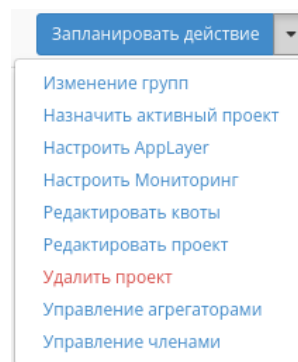 Запланировать действие
Изменение групп
Назначить активный проект
Настроить AppLayer
Настроить Мониторинг
Редактировать квоты
Редактировать проект
Удалить проект
Управление агрегаторами
Управление членами